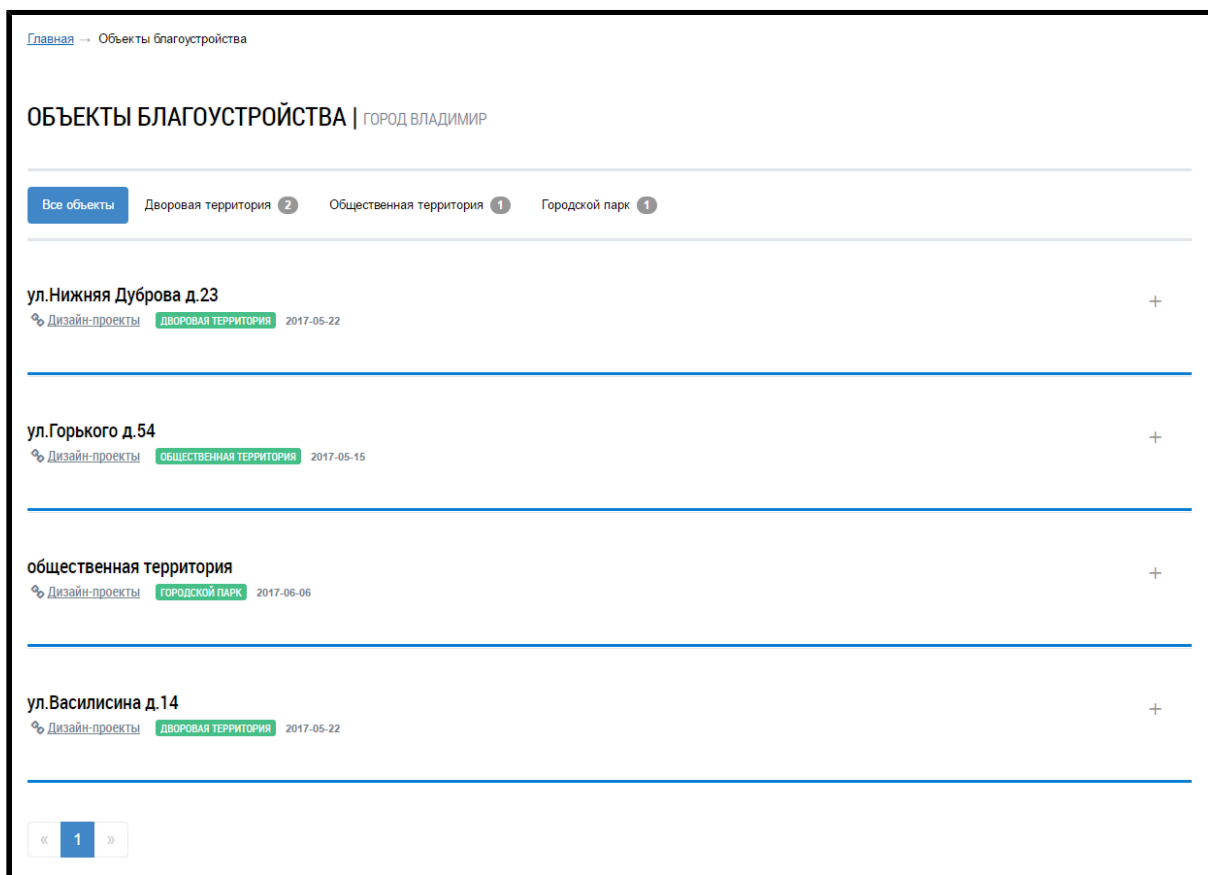 Главная → Объекты благоустройства
ОБЪЕКТЫ БЛАГОУСТРОЙСТВА | ГОРОД ВЛАДИМИР
Все объекты Дворовая территория 2 Общественная территория 1 Городской парк 1
ул.Нижняя Дуброва д.23
+
Дизайн-проекты ДВОРОВАЯ ТЕРРИТОРИЯ 2017-05-22
ул.Горького д.54
+
Дизайн-проекты ОБЩЕСТВЕННАЯ ТЕРРИТОРИЯ 2017-05-15
общественная территория
+
Дизайн-проекты ГОРОДСКОЙ ПАРК 2017-06-06
ул.Василисина д.14
+
Дизайн-проекты ДВОРОВАЯ ТЕРРИТОРИЯ 2017-05-22
« 1 »